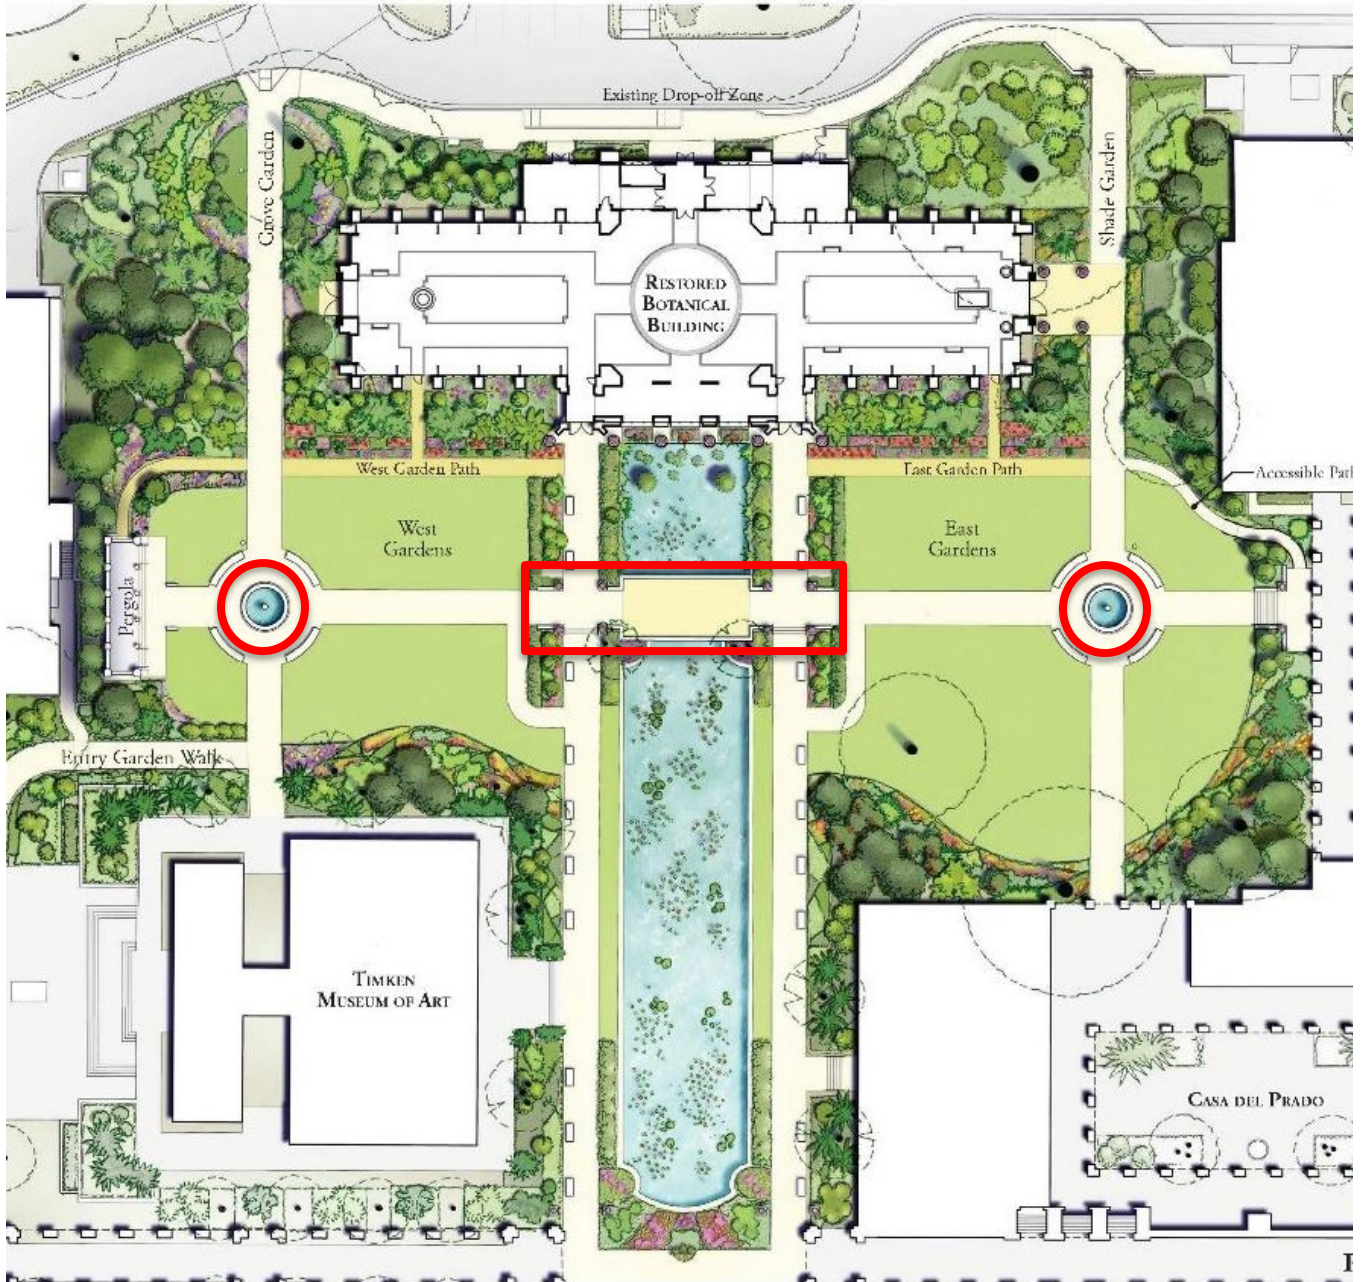 Existing Drop-off Zone
Grove Garden
Shade Garden
RESTORED
BOTANICAL
BUILDING
West Garden Path
East Garden Path
Accessible Path
West
Gardens
East
Gardens
Pergola
Entry Garden Walk
TIMKEN
MUSEUM OF ART
CASA DEL PRADO